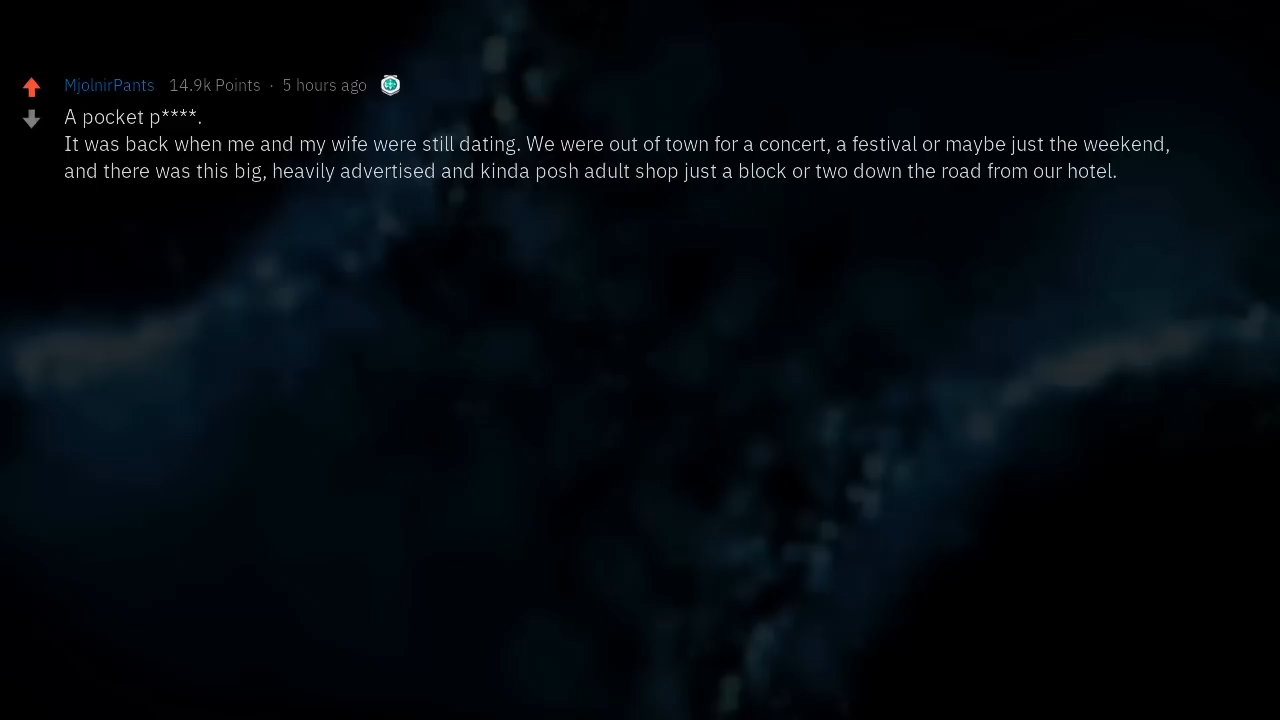 MjolnirPants 14.9k Points · 5 hours ago
A pocket p****.
It was back when me and my wife were still dating. We were out of town for a concert, a festival or maybe just the weekend,
and there was this big, heavily advertised and kinda posh adult shop just a block or two down the road from our hotel.